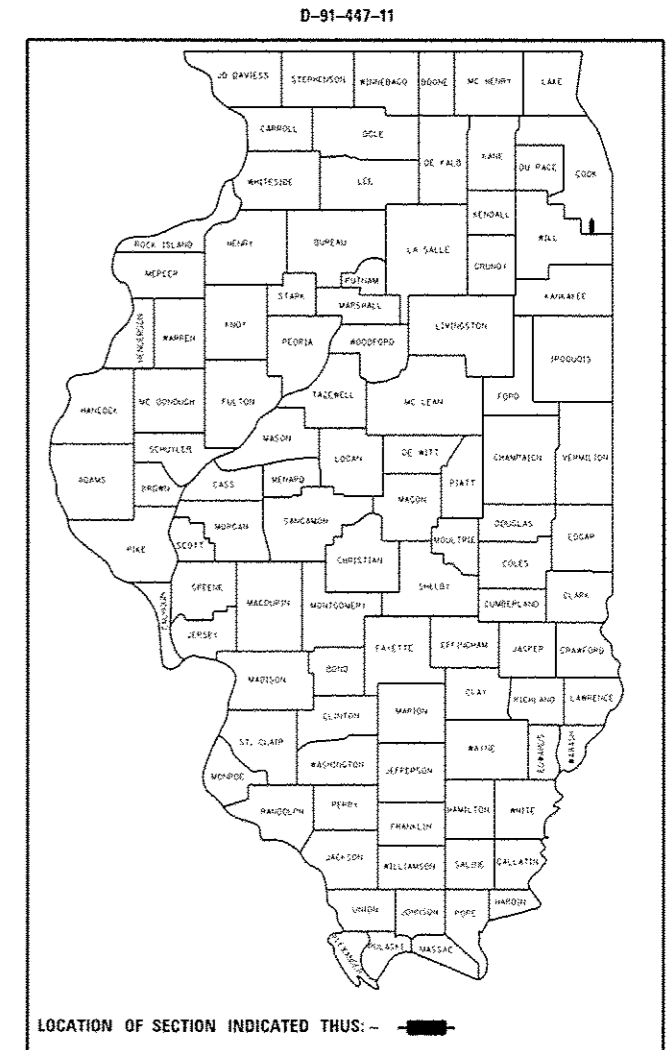 D-91-447-11
JO DAVIESS STEPHENSON WINNEBAGO BOONE MC HENRY LAKE
CARROLL OGLE DE KALB KANE DU PAGE COOK
WHITESIDE LEE
KENDALL WILL
ROCK ISLAND HENRY BUREAU LA SALLE GRUNDY
MERCER PUTNAM KANKAKEE
STARK MARSHALL
HENDERSON WARREN KNOX PEORIA WOODFORD LIVINGSTON IROQUOIS
HANCOCK MC DONOUGH FULTON TAZEWELL MC LEAN FORD
MASON
SCHUYLER LOGAN DE WITT CHAMPAIGN VERMILION
ADAMS BROWN CASS MENARD MACON PIATT
MORGAN SANGAMON DOUGLAS EDGAR
PIKE SCOTT CHRISTIAN MOULTRIE COLES
GREENE MACOUPIN MONTGOMERY SHELBY CUMBERLAND CLARK
CALHOUN JERSEY FAYETTE EFFINGHAM JASPER CRAWFORD
MADISON BOND
CLAY RICHLAND LAWRENCE
CLINTON MARION
ST. CLAIR WAYNE EDWARDS WABASH
MONROE WASHINGTON JEFFERSON
RANDOLPH PERRY HAMILTON WHITE
FRANKLIN
JACKSON WILLIAMSON SALINE GALLATIN
UNION JOHNSON POPE HARDIN
ALEXANDER PULASKI MASSAC
LOCATION OF SECTION INDICATED THUS: -